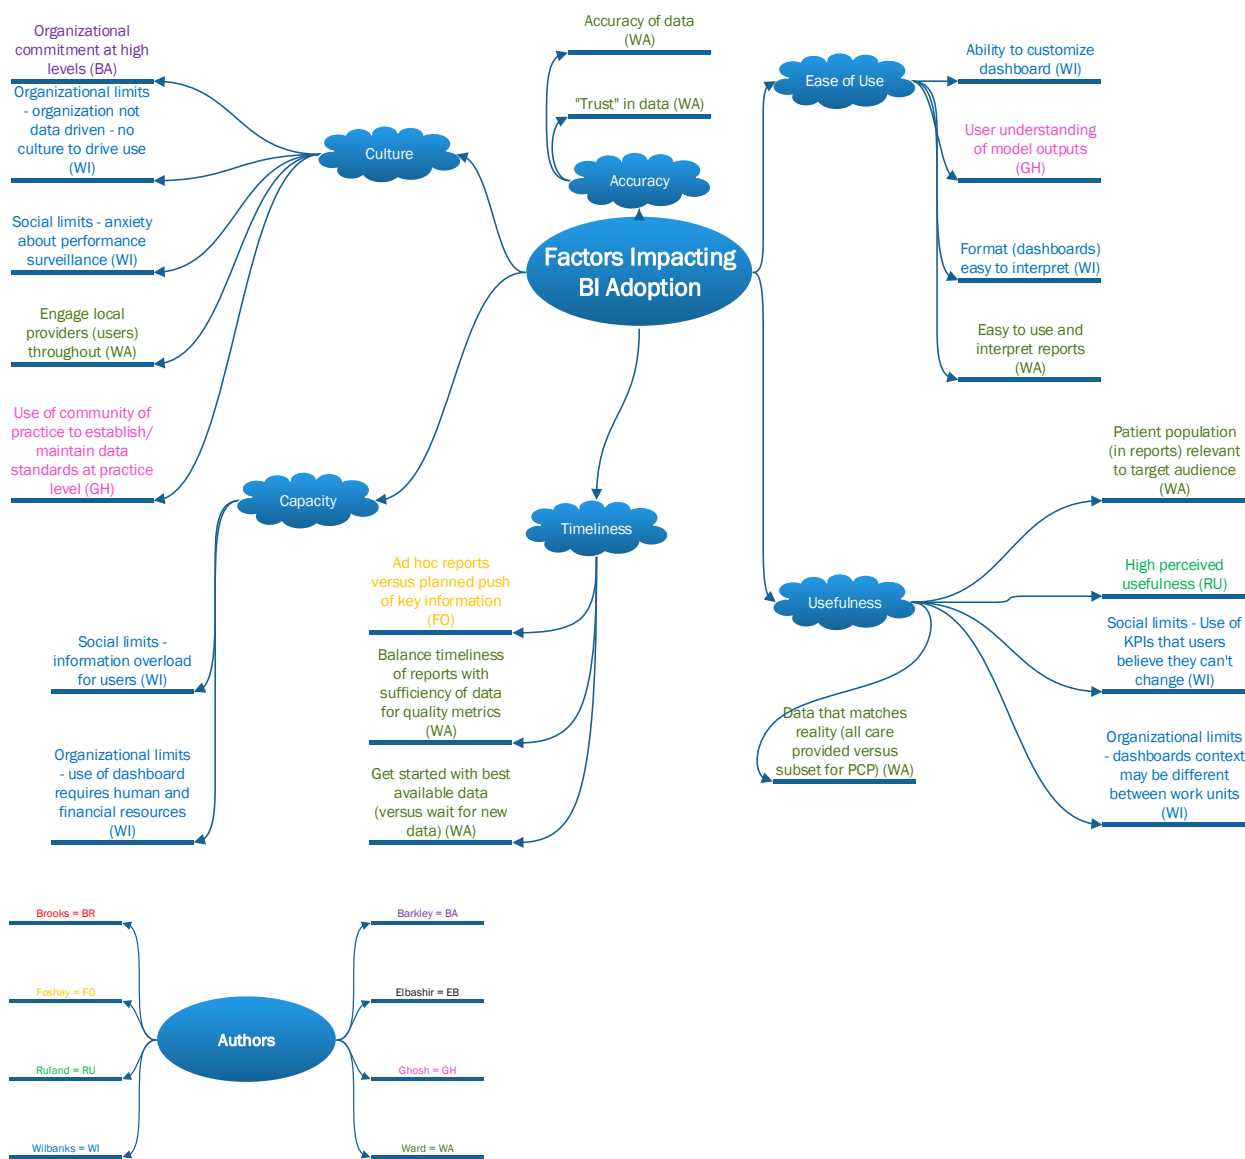 Factors Impacting
BI Adoption
Culture
Organizational
commitment at high
levels (BA)
Organizational limits
- organization not
data driven - no
culture to drive use
(WI)
Social limits - anxiety
about performance
surveillance (WI)
Engage local
providers (users)
throughout (WA)
Use of community of
practice to establish/
maintain data
standards at practice
level (GH)
Accuracy
Accuracy of data
(WA)
"Trust" in data (WA)
Ease of Use
Ability to customize
dashboard (WI)
User understanding
of model outputs
(GH)
Format (dashboards)
easy to interpret (WI)
Easy to use and
interpret reports
(WA)
Capacity
Social limits -
information overload
for users (WI)
Organizational limits
- use of dashboard
requires human and
financial resources
(WI)
Timeliness
Ad hoc reports
versus planned push
of key information
(FO)
Balance timeliness
of reports with
sufficiency of data
for quality metrics
(WA)
Get started with best
available data
(versus wait for new
data) (WA)
Usefulness
Patient population
(in reports) relevant
to target audience
(WA)
High perceived
usefulness (RU)
Social limits - Use of
KPIs that users
believe they can't
change (WI)
Organizational limits
- dashboards context
may be different
between work units
(WI)
Data that matches
reality (all care
provided versus
subset for PCP) (WA)
Authors
Brooks = BR
Foshay = FO
Ruland = RU
Wilbanks = WI
Barkley = BA
Elbashir = EB
Ghosh = GH
Ward = WA